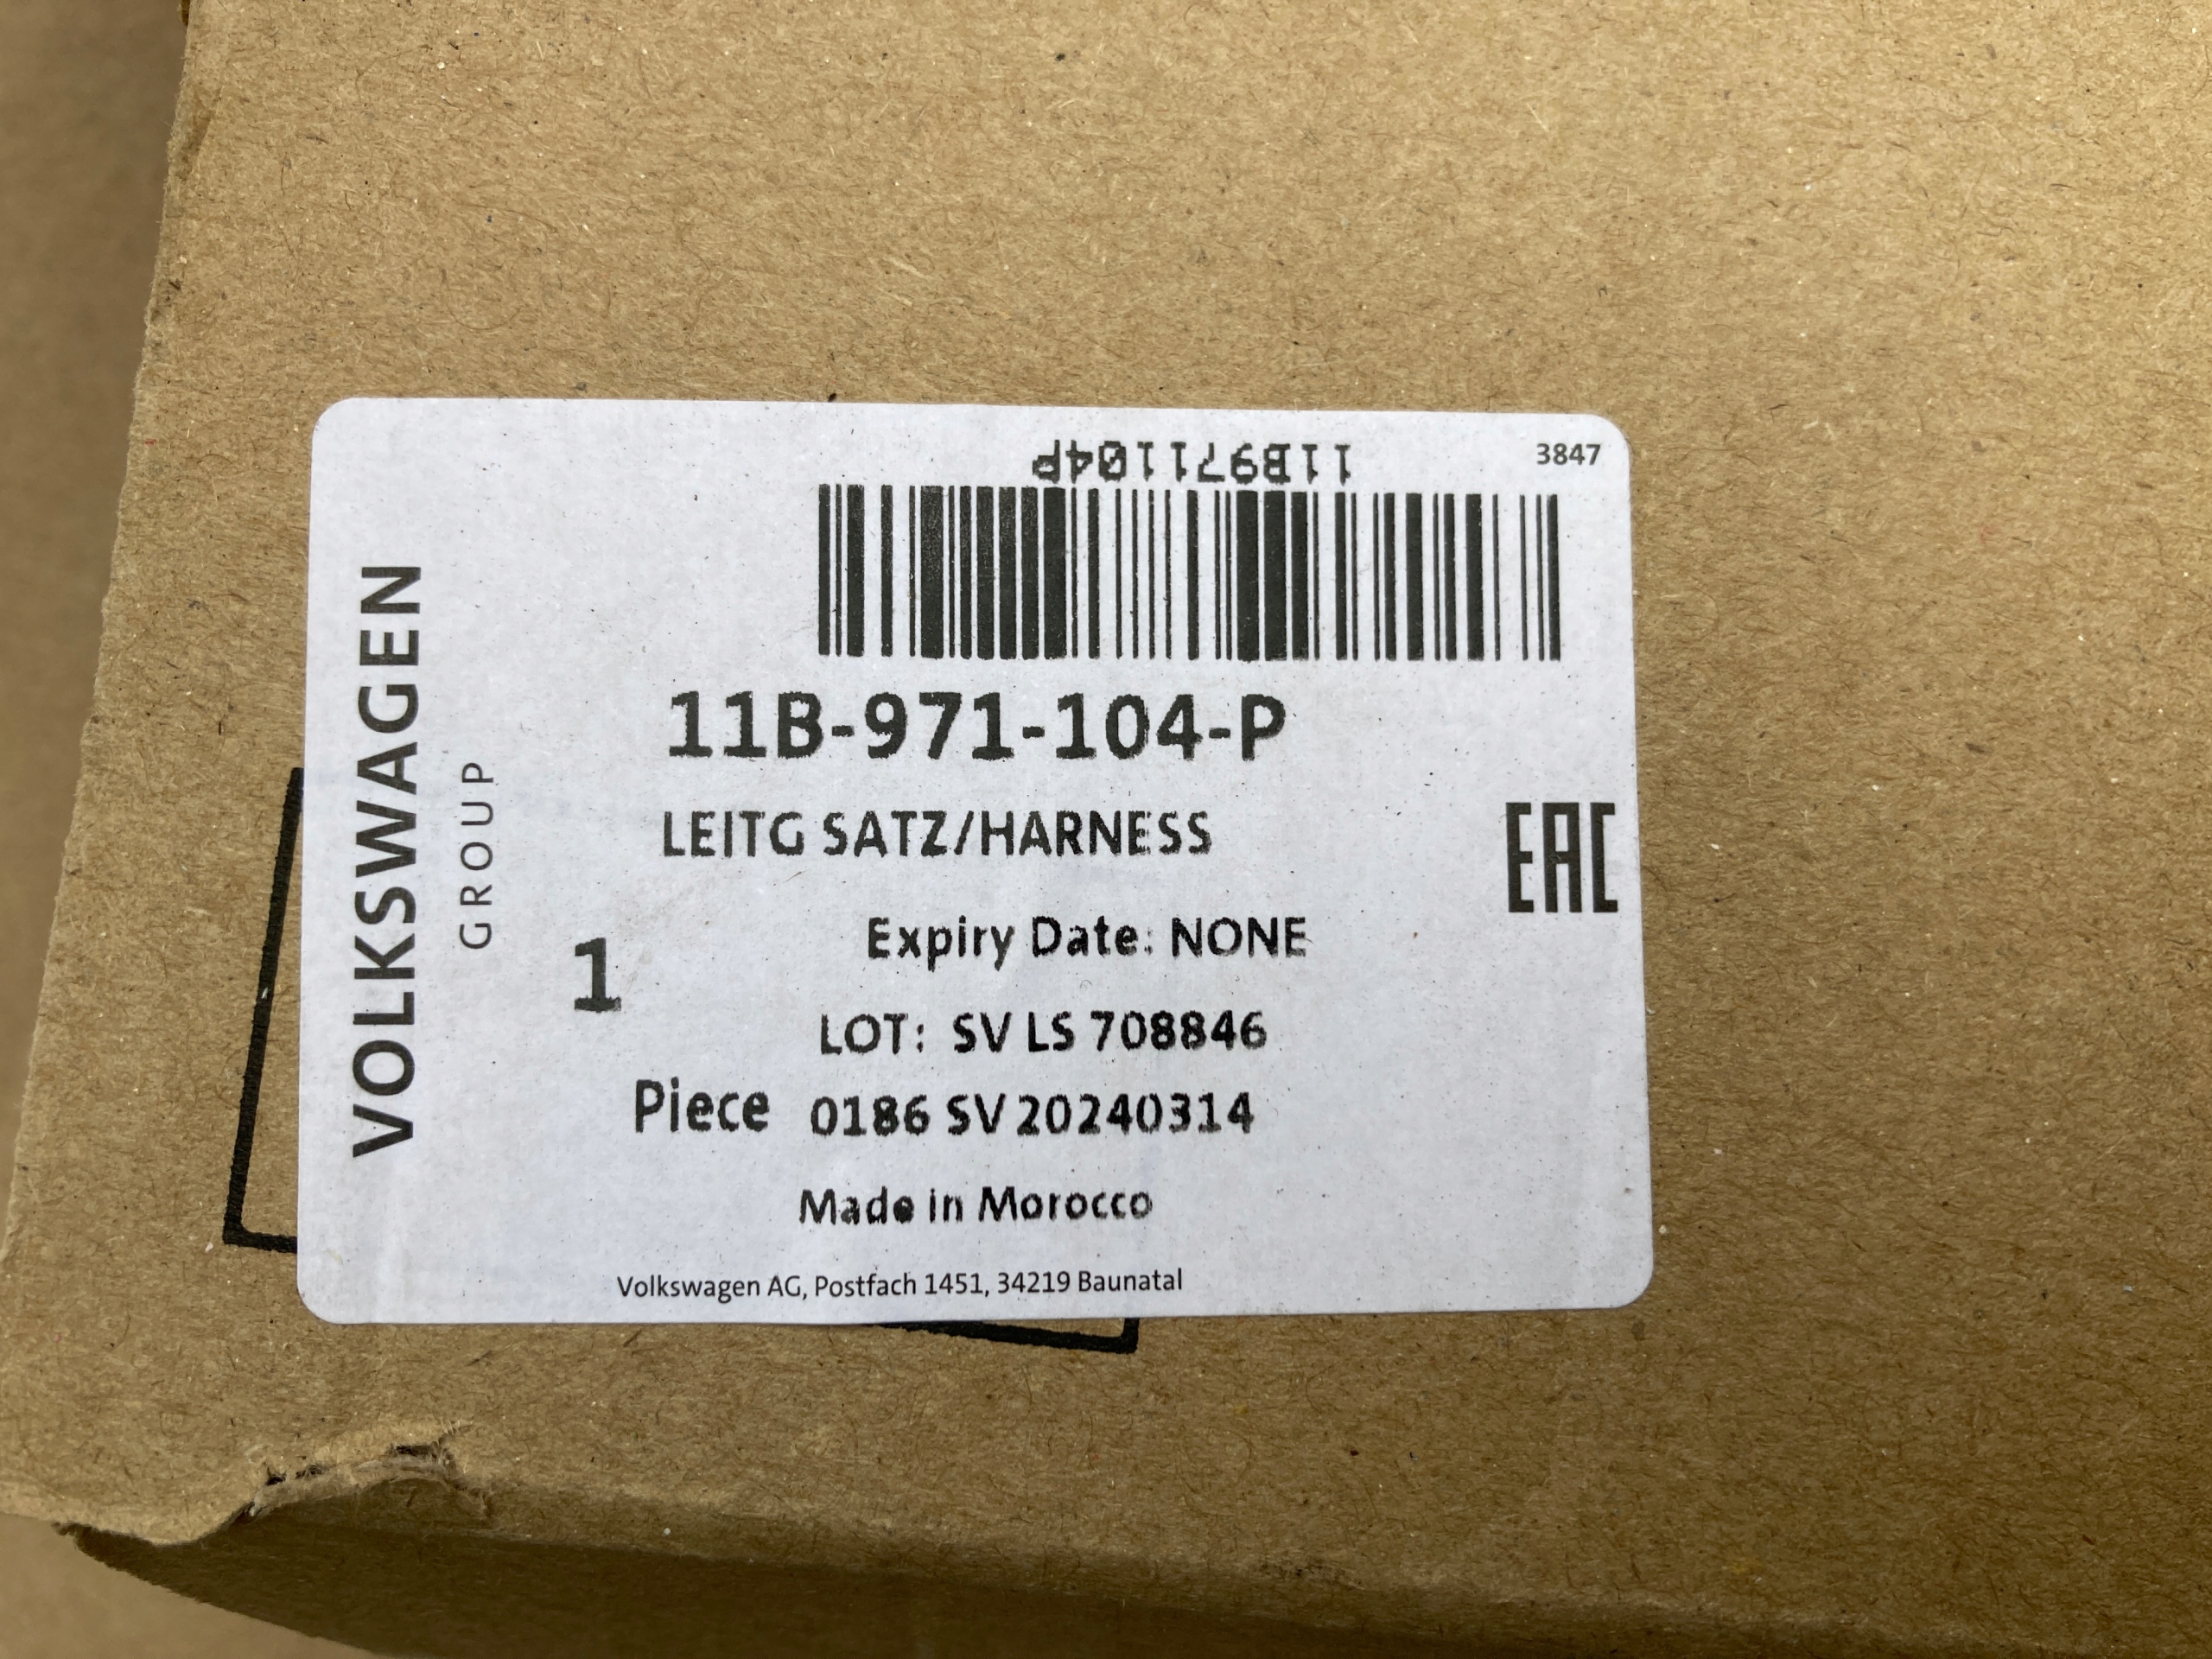 11B971104P
3847
VOLKSWAGEN
GROUP
11B-971-104-P
LEITG SATZ/HARNESS
EAC
Expiry Date: NONE
1
LOT: SV LS 708846
Piece 0186 SV 20240314
Made in Morocco
Volkswagen AG, Postfach 1451, 34219 Baunatal